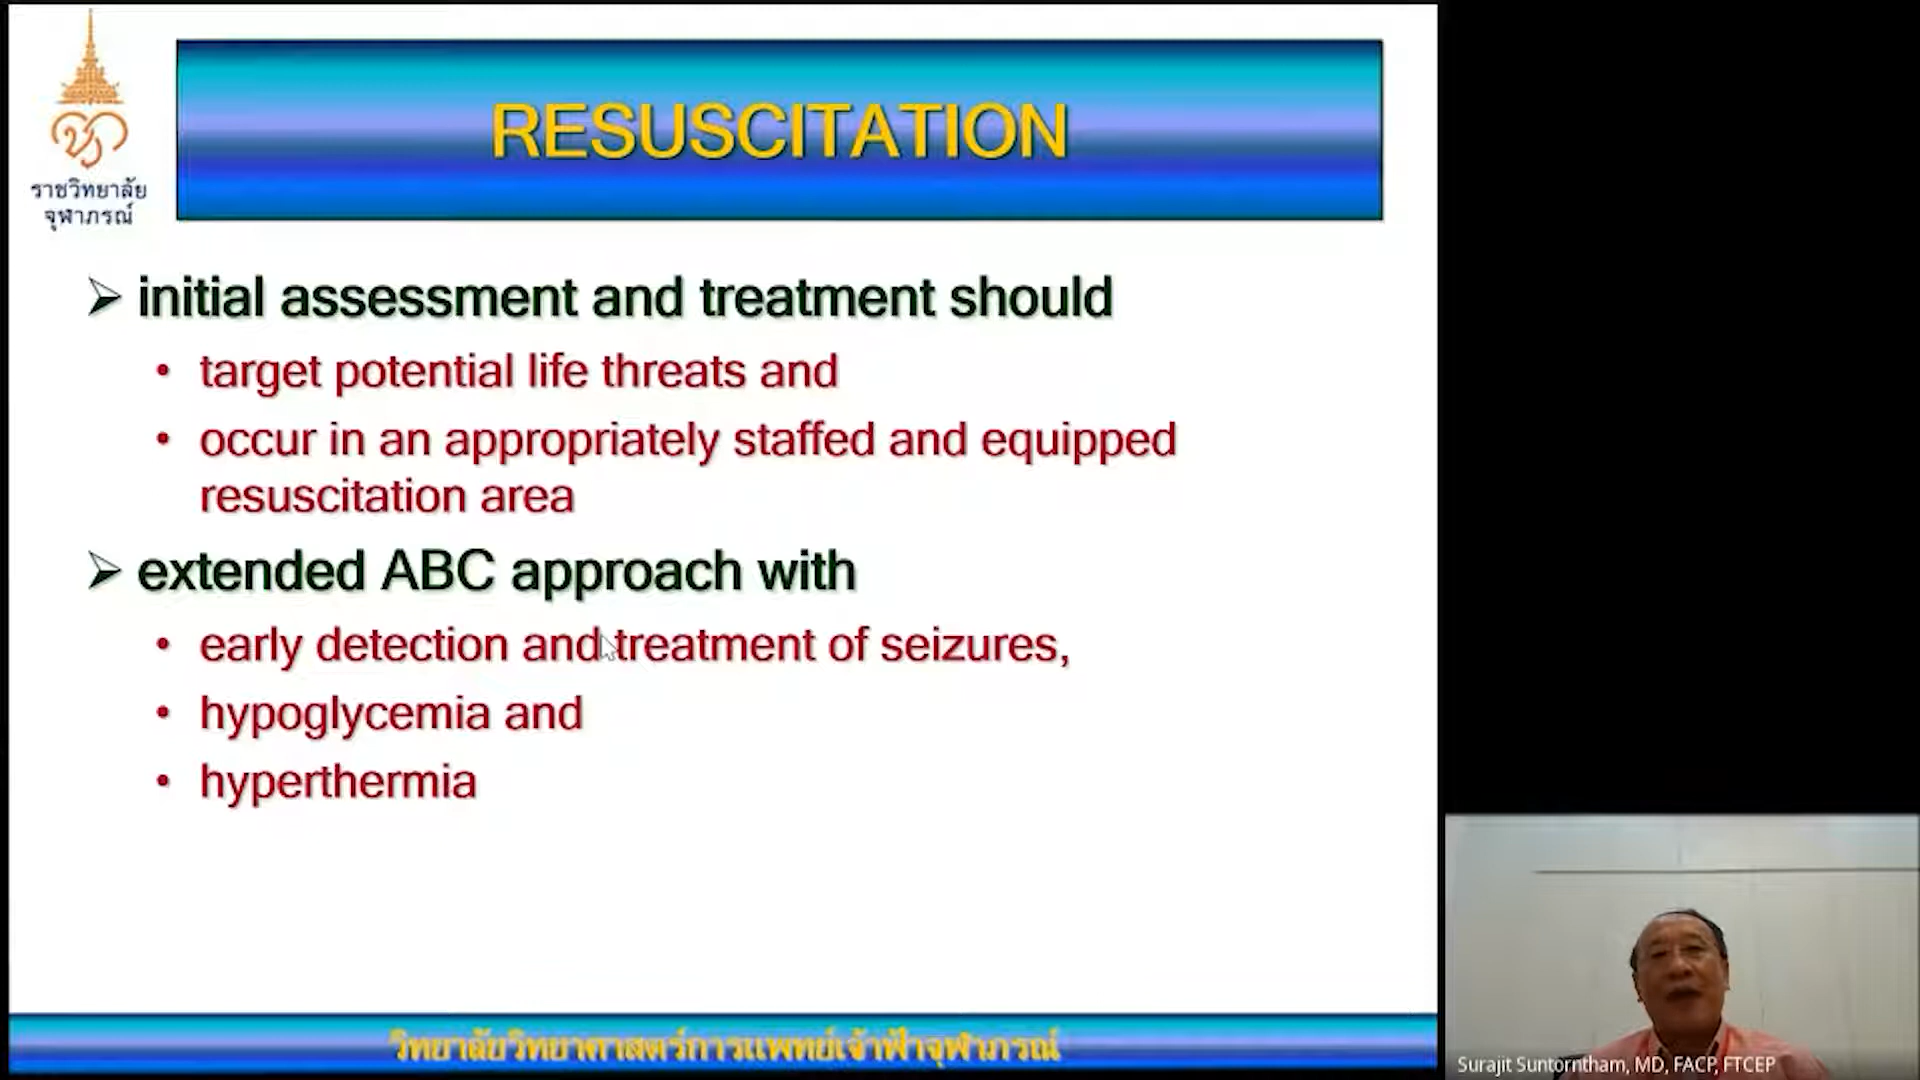 ราชวิทยาลัย
จุฬาภรณ์
RESUSCITATION
initial assessment and treatment should
target potential life threats and
occur in an appropriately staffed and equipped
resuscitation area
extended ABC approach with
early detection and treatment of seizures,
hypoglycemia and
hyperthermia
วิทยาลัยวิทยาศาสตร์การแพทย์เจ้าฟ้าจุฬาภรณ์
Surajit Suntorntham, MD, FACP, FTCEP